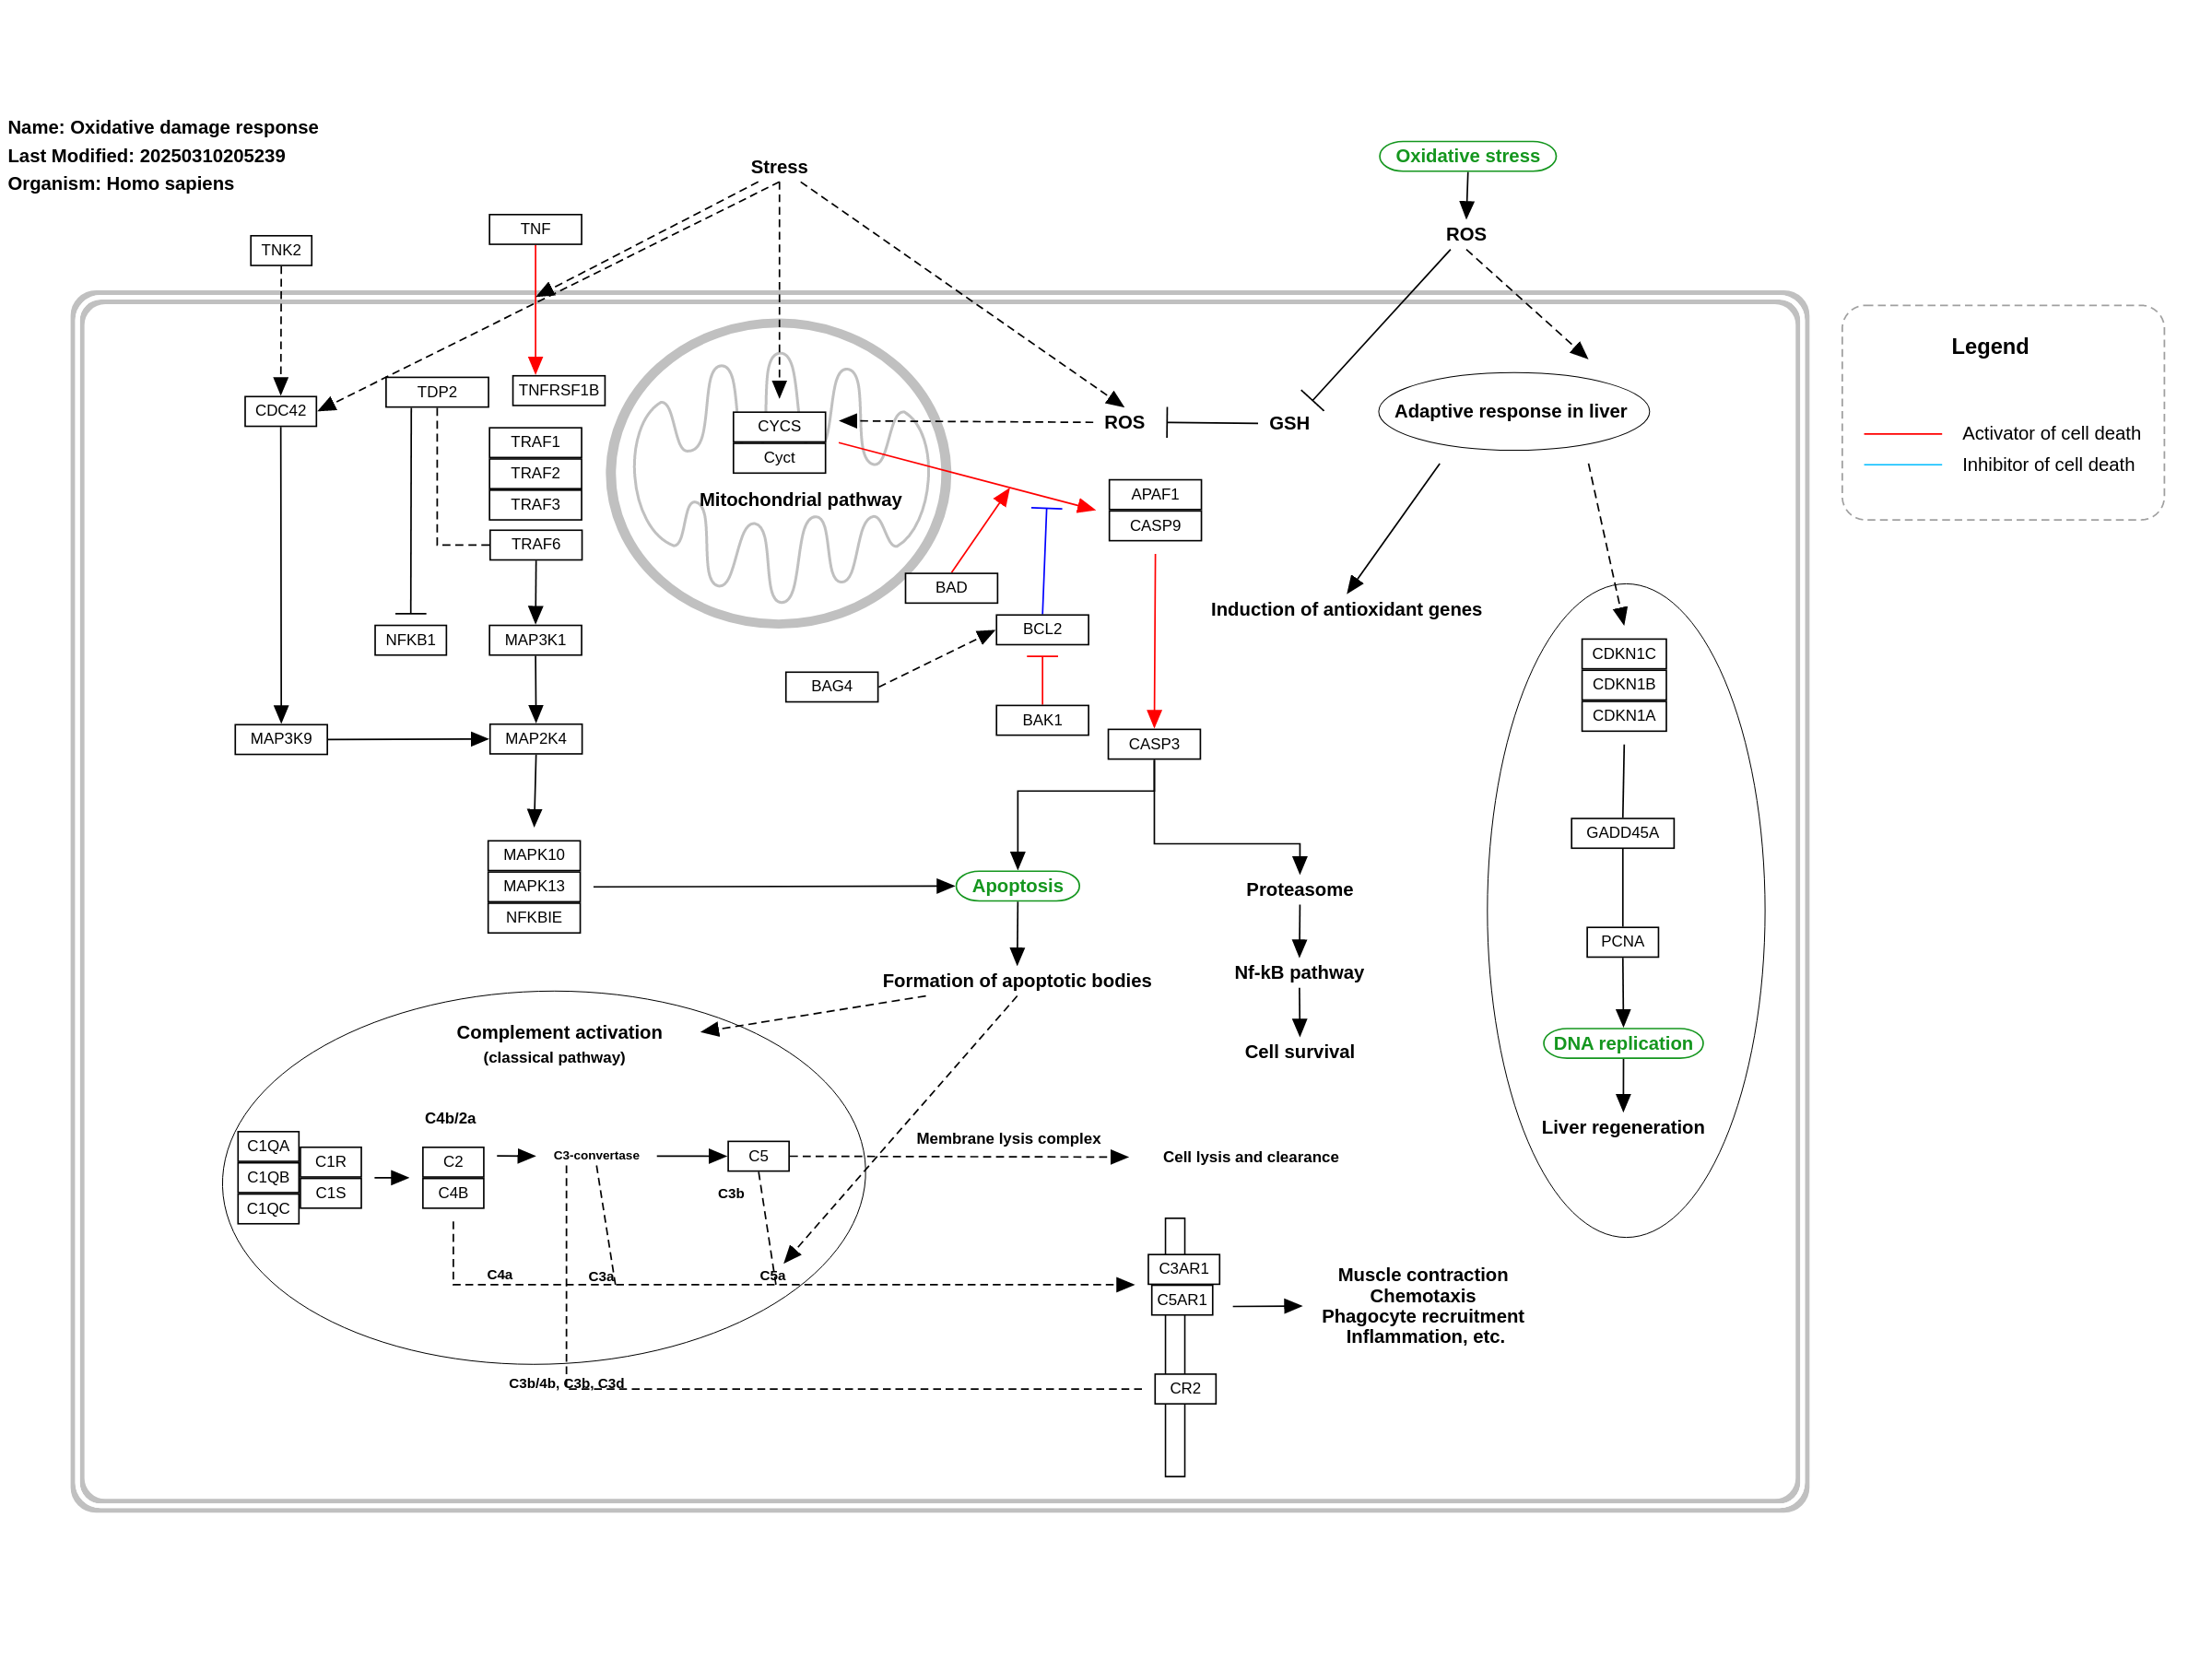 Name: Oxidative damage response
Last Modified: 20250310205239
Organism: Homo sapiens
Stress
Oxidative stress
ROS
TNK2
TNF
Legend
Activator of cell death
Inhibitor of cell death
CDC42
TDP2
TNFRSF1B
TRAF1
TRAF2
TRAF3
TRAF6
CYCS
Cyct
Mitochondrial pathway
ROS
GSH
Adaptive response in liver
APAF1
CASP9
BAD
BCL2
BAG4
BAK1
CASP3
Induction of antioxidant genes
NFKB1
MAP3K1
MAP3K9
MAP2K4
CDKN1C
CDKN1B
CDKN1A
GADD45A
PCNA
DNA replication
Liver regeneration
MAPK10
MAPK13
NFKBIE
Apoptosis
Proteasome
Formation of apoptotic bodies
Nf-kB pathway
Cell survival
Complement activation
(classical pathway)
C4b/2a
C1QA
C1QB
C1QC
C1R
C1S
C2
C4B
C3-convertase
C5
C3b
Membrane lysis complex
Cell lysis and clearance
C4a
C3a
C5a
C3AR1
C5AR1
Muscle contraction
Chemotaxis
Phagocyte recruitment
Inflammation, etc.
C3b/4b, C3b, C3d
CR2